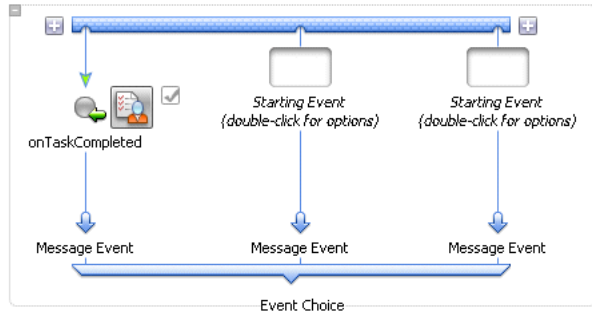 Starting Event
(double-click for options)
Starting Event
(double-click for options)
onTaskCompleted
Message Event
Message Event
Message Event
Event Choice